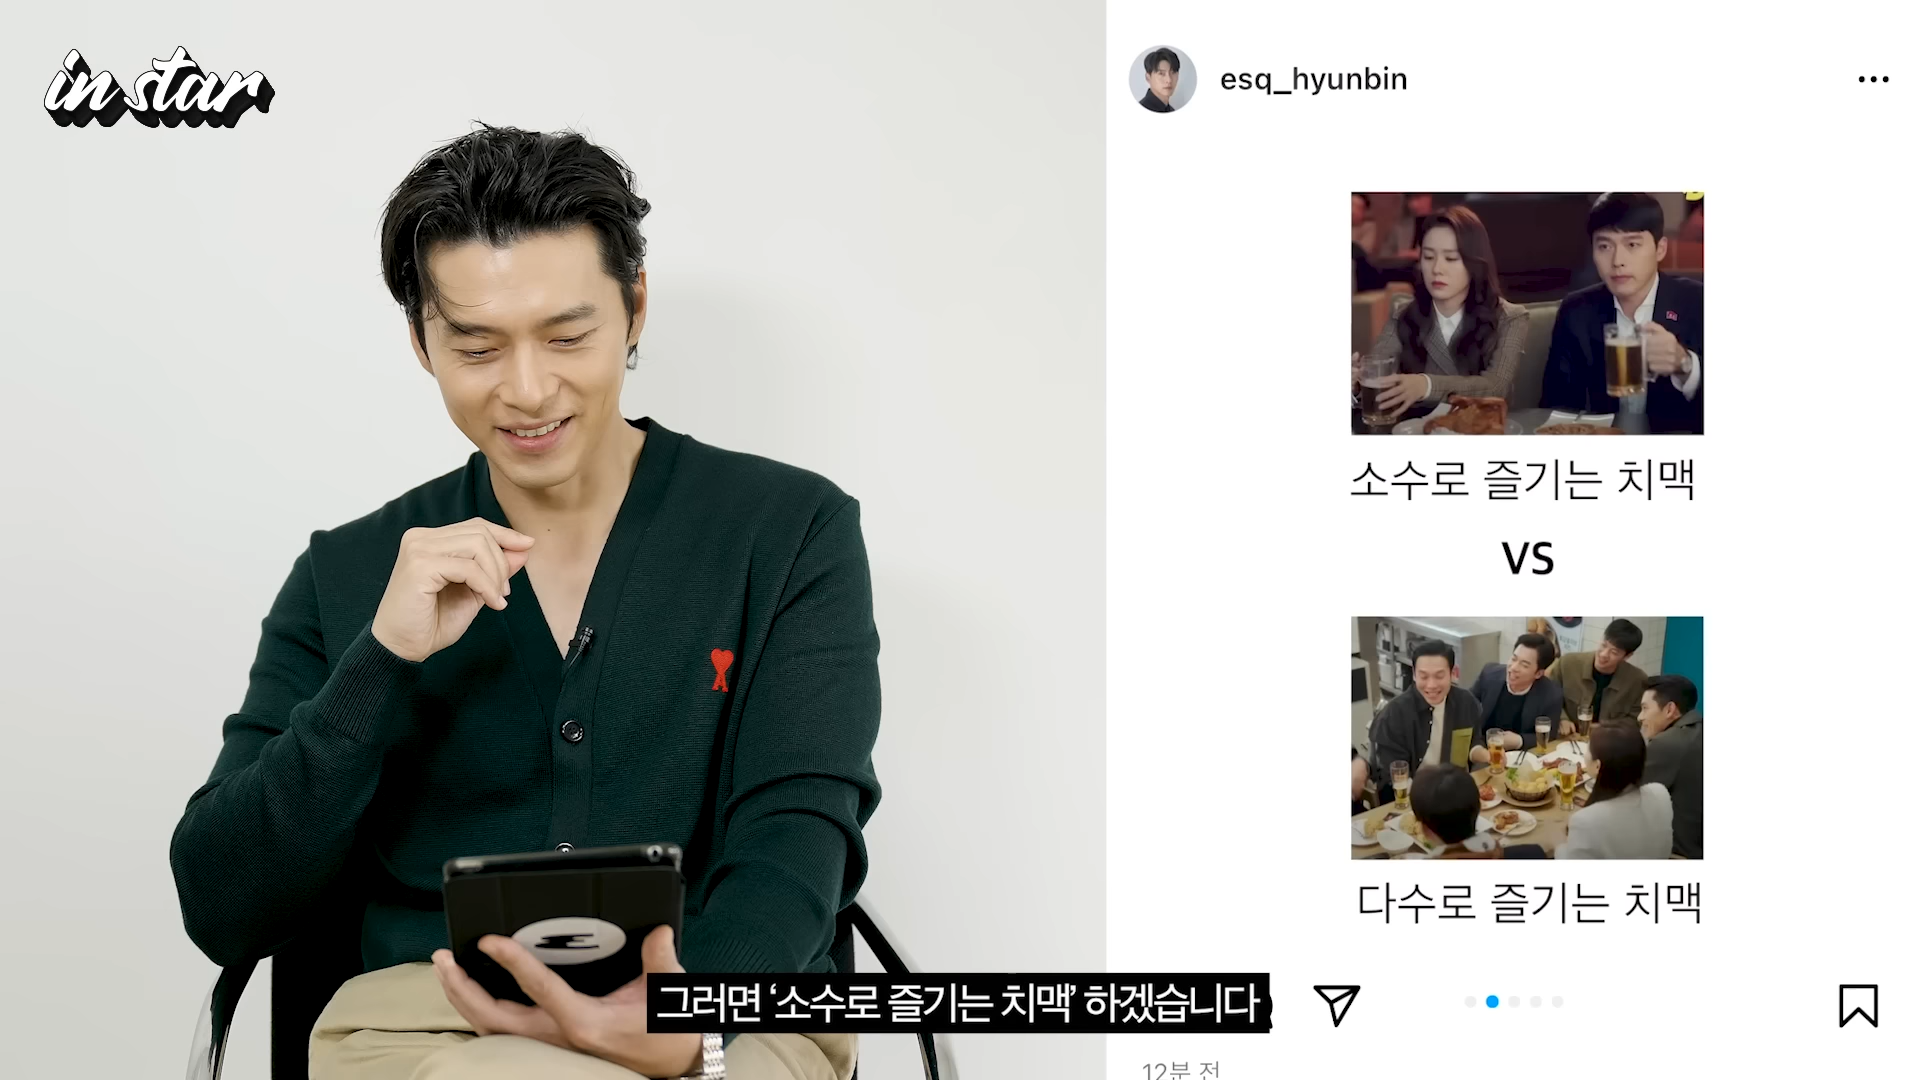 in star
esq_hyunbin
소수로 즐기는 치맥
VS
다수로 즐기는 치맥
그러면 ‘소수로 즐기는 치맥’ 하겠습니다
12분 전